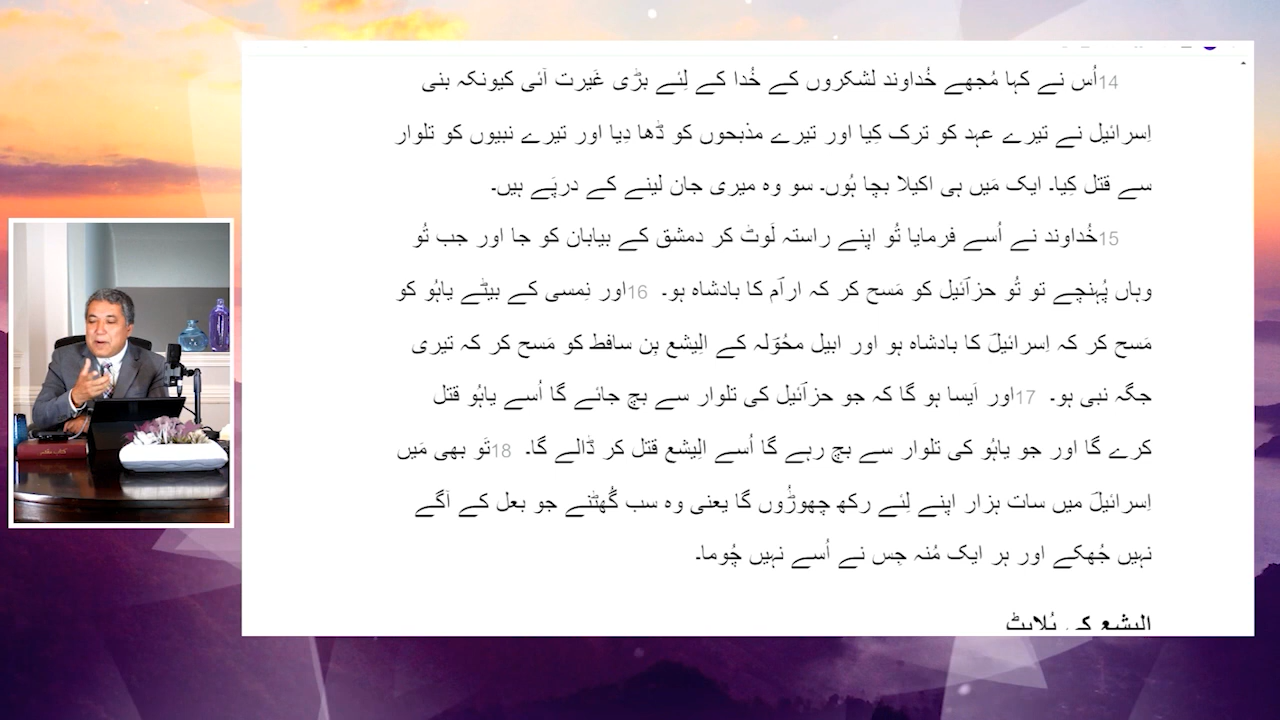 14اُس نے کہا مُجھے خُداوند لشکروں کے خُدا کے لِئے بڑی غَیرت آئی کیونکہ بنی
اِسرائیل نے تیرے عہد کو ترک کِیا اور تیرے مذبحوں کو ڈھا دِیا اور تیرے نبیوں کو تلوار
سے قتل کِیا۔ ایک مَیں ہی اکیلا بچا ہُوں۔ سو وہ میری جان لینے کے درپَے ہیں۔
15خُداوند نے اُسے فرمایا تُو اپنے راستہ لَوٹ کر دمشق کے بیابان کو جا اور جب تُو
وہاں پُہنچے تو تُو حزائیل کو مَسح کر کہ ارام کا بادشاہ ہو۔ 16اور نِمسی کے بیٹے یاہُو کو
مَسح کر کہ اِسرائیل کا بادشاہ ہو اور ابیل محُولہ کے الِیشع بِن سافط کو مَسح کر کہ تیری
جگہ نبی ہو۔ 17اور اَیسا ہو گا کہ جو حزائیل کی تلوار سے بچ جائے گا اُسے یاہُو قتل
کرے گا اور جو یاہُو کی تلوار سے بچ رہے گا اُسے الِیشع قتل کر ڈالے گا۔ 18تَو بھی مَیں
اِسرائیل میں سات ہزار اپنے لِئے رکھ چھوڑُوں گا یعنی وہ سب گُھٹنے جو بعل کے آگے
نہیں جُھکے اور ہر ایک مُنہ جِس نے اُسے نہیں چُوما۔
الِیشع کی بُلاہٹ